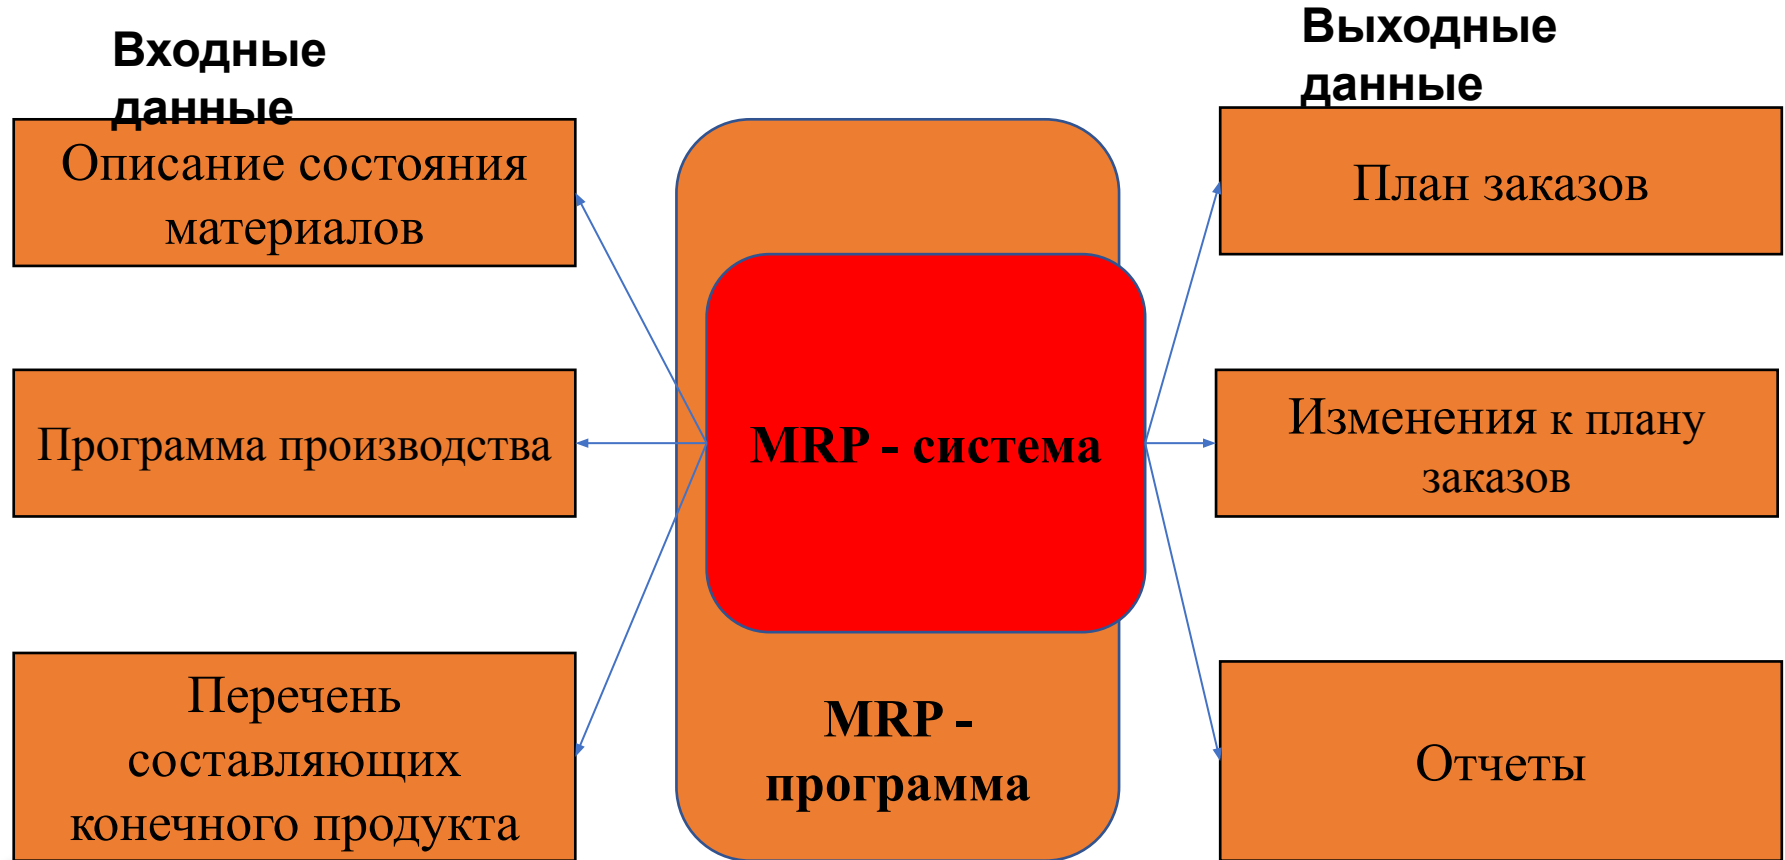 Входные
данные
Описание состояния
материалов
Программа производства
Перечень
составляющих
конечного продукта
MRP - система
MRP -
программа
Выходные
данные
План заказов
Изменения к плану
заказов
Отчеты